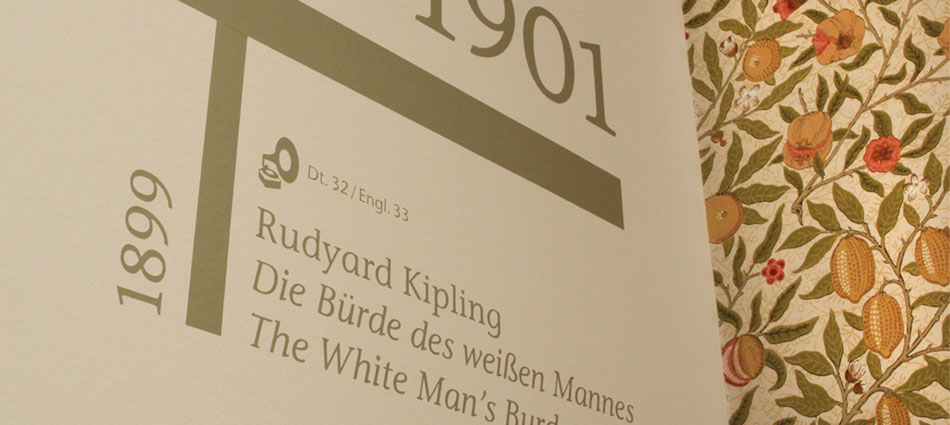 1901
1899
Dt. 32 / Engl. 33
Rudyard Kipling
Die Bürde des weißen Mannes
The White Man's